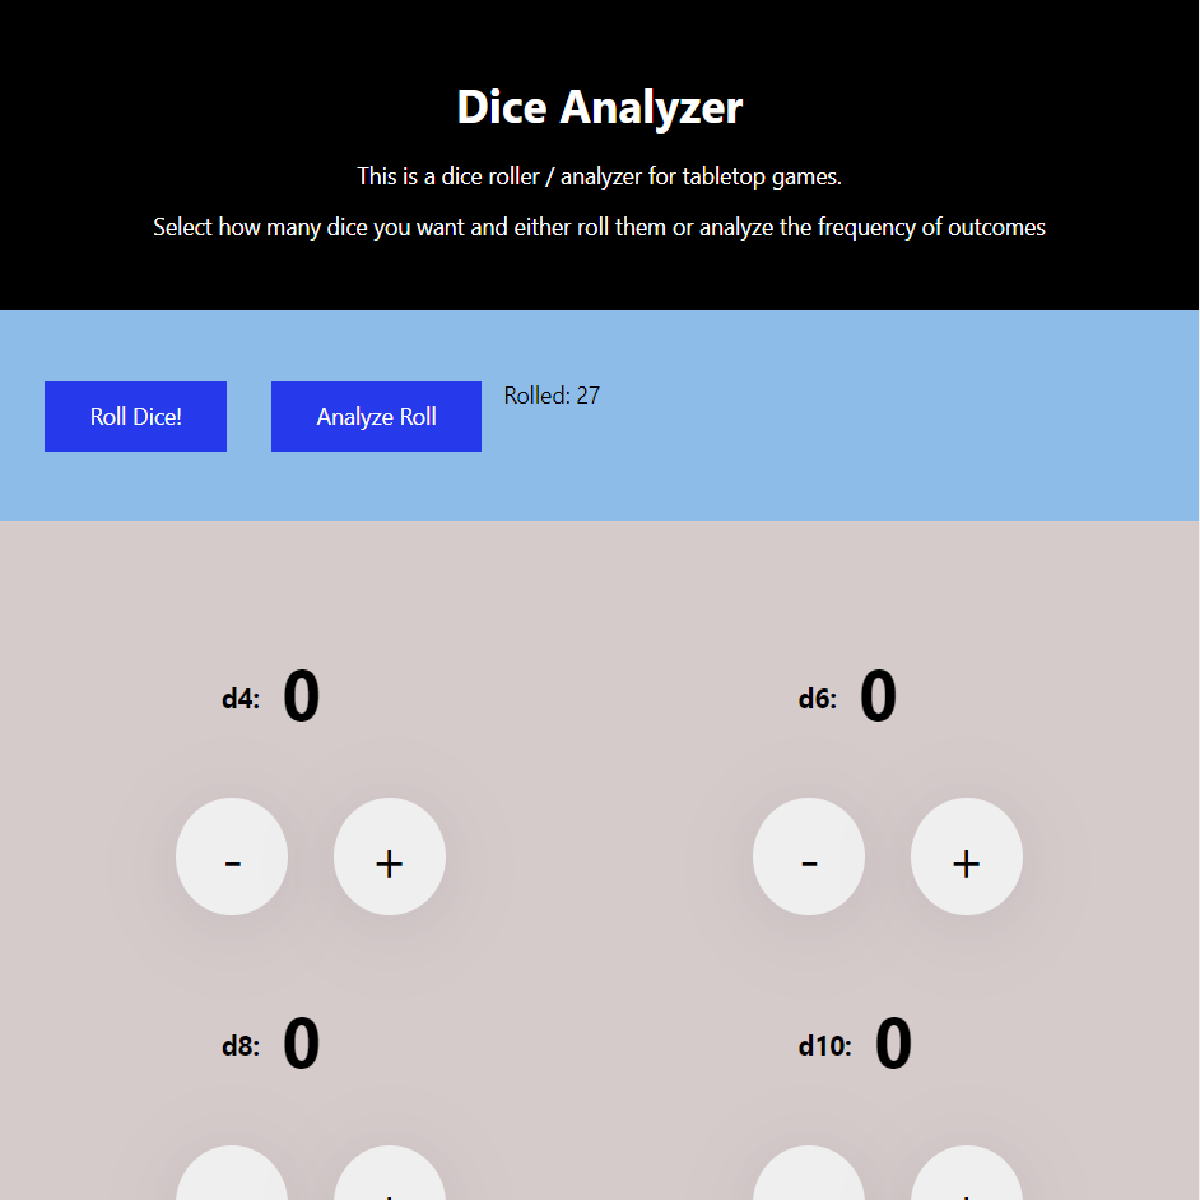 Dice Analyzer
This is a dice roller / analyzer for tabletop games.
Select how many dice you want and either roll them or analyze the frequency of outcomes
Roll Dice! Analyze Roll Rolled: 27
d4: 0 d6: 0
- + - +
d8: 0 d10: 0